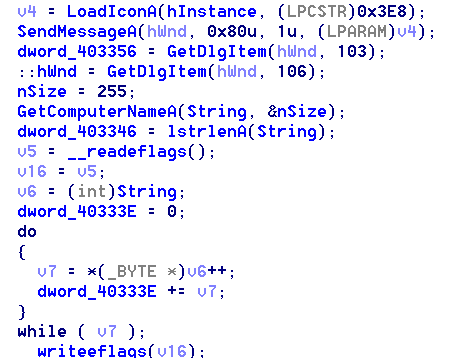 v4 = LoadIconA(hInstance, (LPCSTR)0x3E8);
SendMessageA(hWnd, 0x80u, 1u, (LPARAM)v4);
dword_403356 = GetDlgItem(hWnd, 103);
::hWnd = GetDlgItem(hWnd, 106);
nSize = 255;
GetComputerNameA(String, &nSize);
dword_403346 = lstrlenA(String);
v5 = __readeflags();
v16 = v5;
v6 = (int)String;
dword_40333E = 0;
do
{
v7 = *(_BYTE *)v6++;
dword_40333E += v7;
}
while ( v7 );
writeeflags(v16);